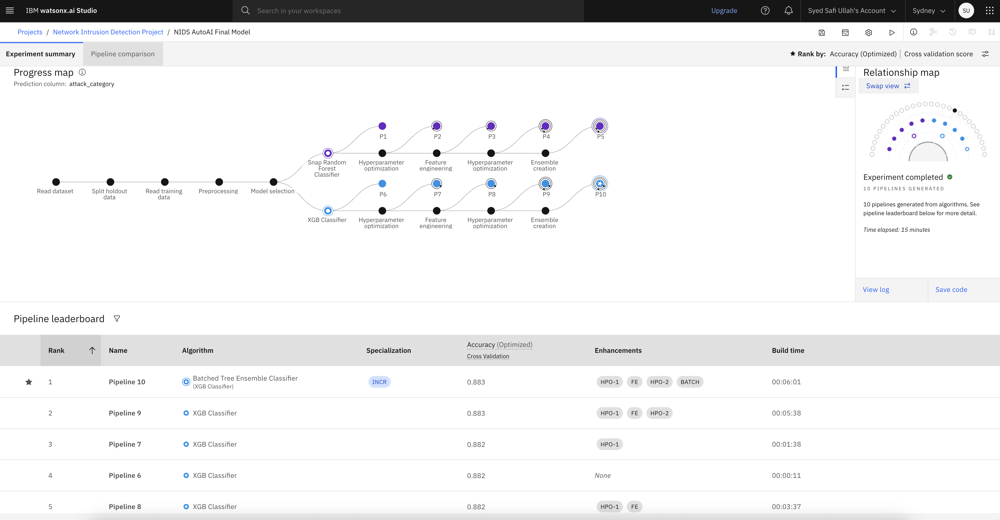 IBM watsonx.ai Studio
Search in your workspaces
Upgrade
Syed Safi Ullah's Account
Sydney
SU
Projects / Network Intrusion Detection Project / NIDS AutoAI Final Model
Experiment summary
Pipeline comparison
Rank by: Accuracy (Optimized) | Cross validation score
Progress map
Prediction column: attack_category
Relationship map
Swap view
P1
P2
P3
P4
P5
Snap Random
Forest
Classifier
Hyperparameter
optimization
Feature
engineering
Hyperparameter
optimization
Ensemble
creation
Read dataset
Split holdout
data
Read training
data
Preprocessing
Model selection
P6
P7
P8
P9
P10
XGB Classifier
Hyperparameter
optimization
Feature
engineering
Hyperparameter
optimization
Ensemble
creation
Experiment completed
10 PIPELINES GENERATED
10 pipelines generated from algorithms. See
pipeline leaderboard below for more detail.
Time elapsed: 15 minutes
View log
Save code
Pipeline leaderboard
Rank
Name
Algorithm
Specialization
Accuracy (Optimized)
Cross Validation
Enhancements
Build time
1 Pipeline 10 Batched Tree Ensemble Classifier INCR 0.883 HPO-1 FE HPO-2 BATCH 00:06:01
(XGB Classifier)
2 Pipeline 9 XGB Classifier 0.883 HPO-1 FE HPO-2 00:05:38
3 Pipeline 7 XGB Classifier 0.882 HPO-1 00:01:38
4 Pipeline 6 XGB Classifier 0.882 None 00:00:11
5 Pipeline 8 XGB Classifier 0.882 HPO-1 FE 00:03:37